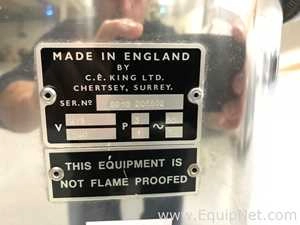 MADE IN ENGLAND
BY
C.E. KING LTD.
CHERTSEY, SURREY.
SER.Nº
V P ~
THIS EQUIPMENT IS
NOT FLAME PROOFED
www.EquipNet.com